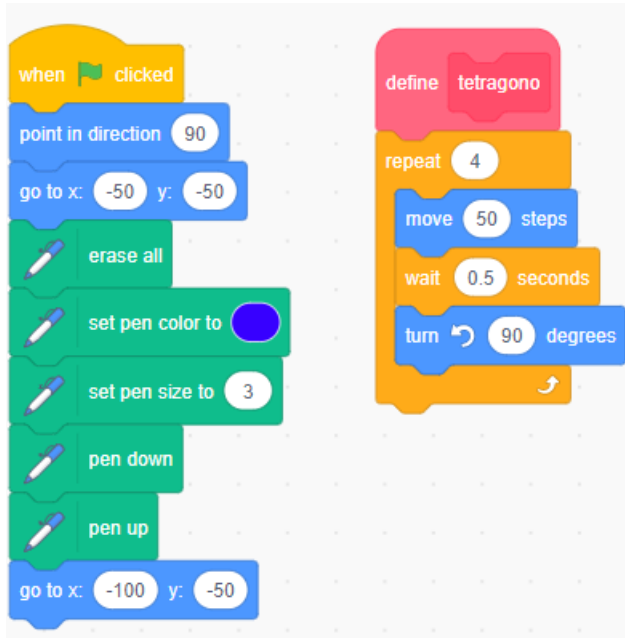 when clicked
point in direction 90
go to x: -50 y: -50
erase all
set pen color to
set pen size to 3
pen down
pen up
go to x: -100 y: -50
define tetragono
repeat 4
move 50 steps
wait 0.5 seconds
turn 90 degrees